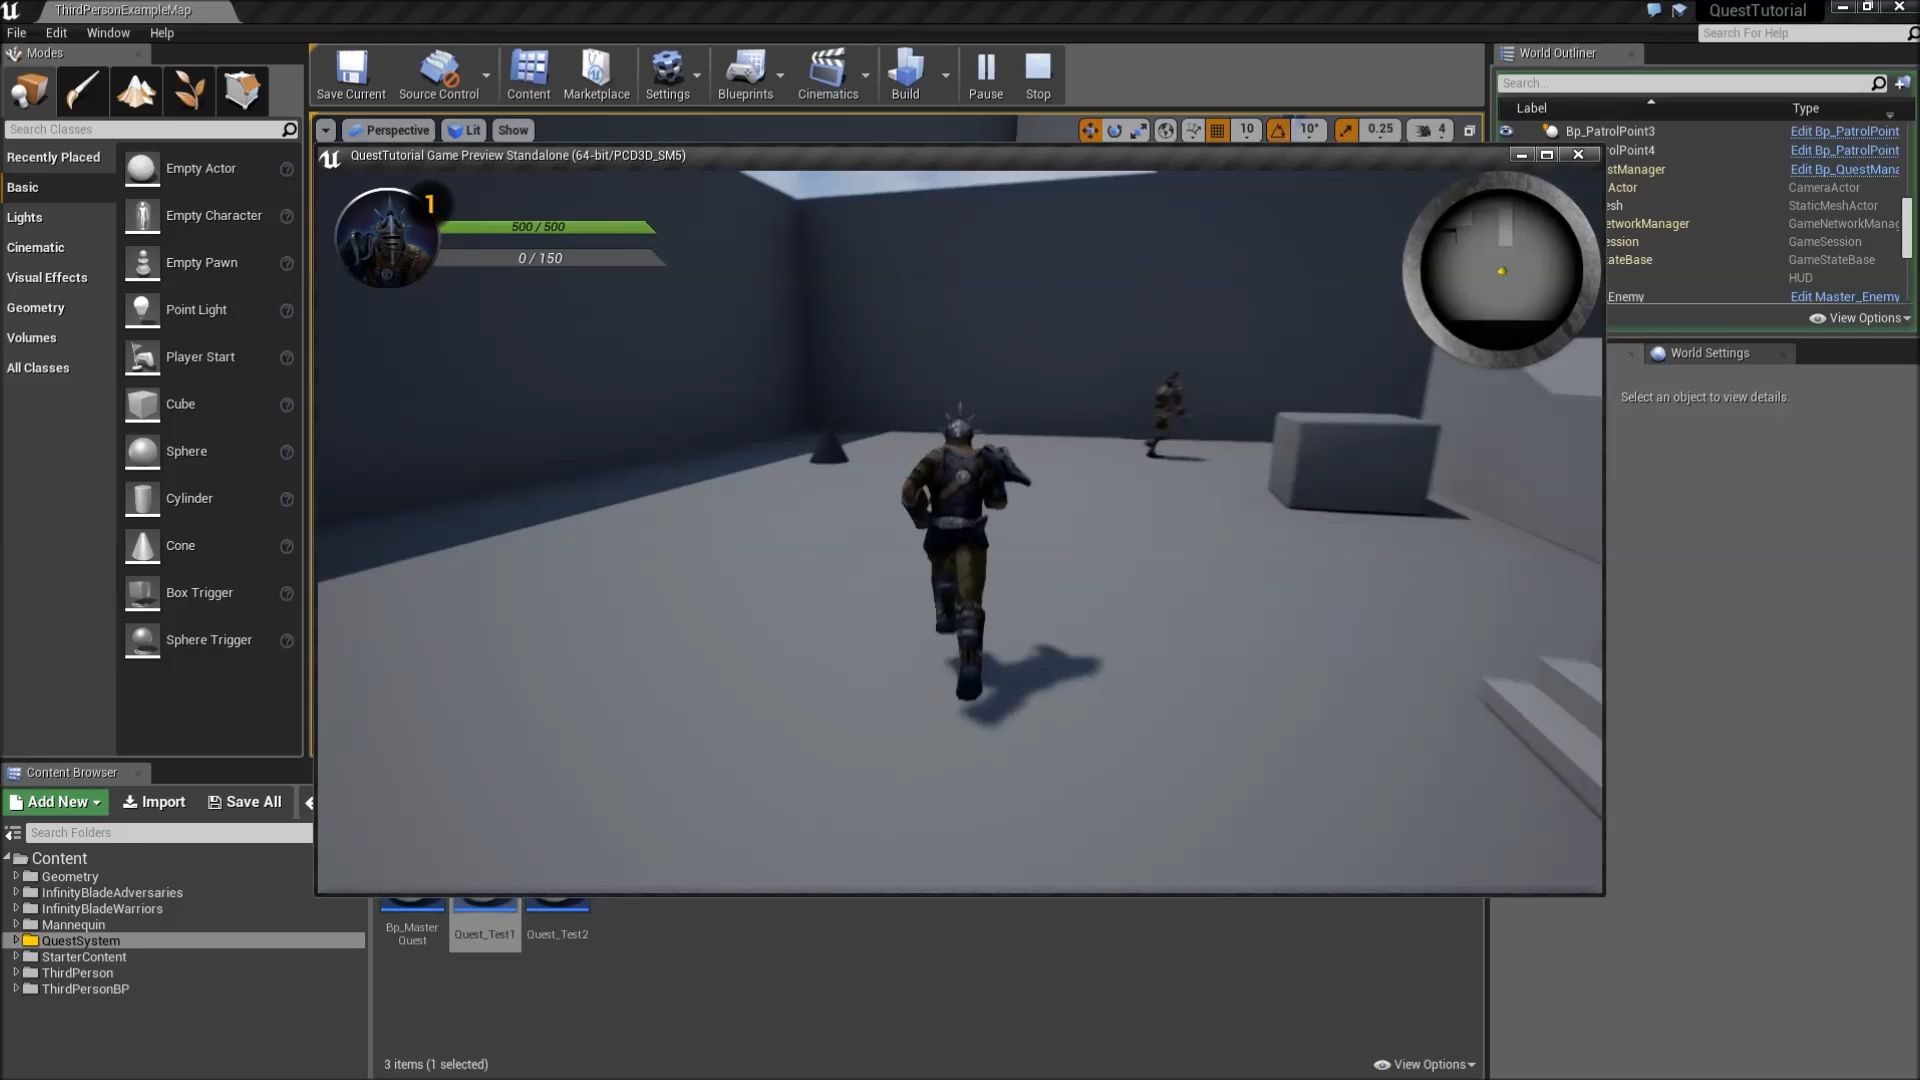 ThirdPersonExampleMap
QuestTutorial
File Edit Window Help
Search For Help
Modes
Save Current
Source Control
Content
Marketplace
Settings
Blueprints
Cinematics
Build
Pause
Stop
World Outliner
Search...
Label Type
Search Classes
Perspective Lit Show
10 10° 0.25 4
Bp_PatrolPoint3 Edit Bp_PatrolPoint
rolPoint4 Edit Bp_PatrolPoint
stManager Edit Bp_QuestMana
Actor CameraActor
esh StaticMeshActor
etworkManager GameNetworkManag
ession GameSession
ateBase GameStateBase
HUD
Enemy Edit Master_Enemy
View Options
QuestTutorial Game Preview Standalone (64-bit/PCD3D_SM5)
Recently Placed
Basic
Lights
Cinematic
Visual Effects
Geometry
Volumes
All Classes
Empty Actor
Empty Character
Empty Pawn
Point Light
Player Start
Cube
Sphere
Cylinder
Cone
Box Trigger
Sphere Trigger
1
500 / 500
0 / 150
World Settings
Select an object to view details.
Content Browser
Add New Import Save All
Search Folders
Content
Geometry
InfinityBladeAdversaries
InfinityBladeWarriors
Mannequin
QuestSystem
StarterContent
ThirdPerson
ThirdPersonBP
Bp_Master
Quest
Quest_Test1
Quest_Test2
3 items (1 selected)
View Options